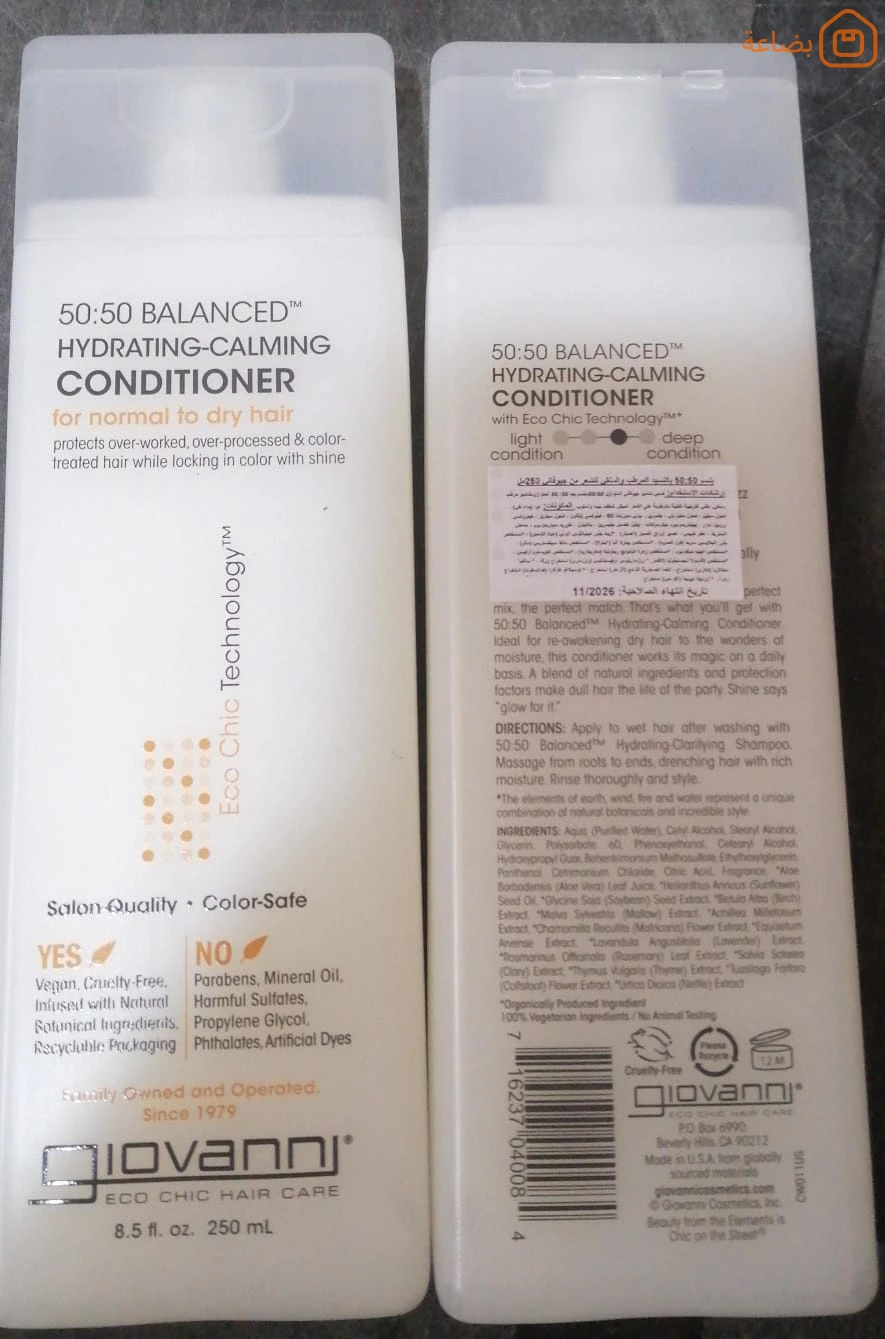 بضاعة
50:50 BALANCED™
HYDRATING-CALMING
CONDITIONER
for normal to dry hair
protects over-worked, over-processed & color-
treated hair while locking in color with shine
Eco Chic Technology™
Salon-Quality • Color-Safe
YES
Vegan, Cruelty-Free,
Infused with Natural
Botanical Ingredients,
Recyclable Packaging
NO
Parabens, Mineral Oil,
Harmful Sulfates,
Propylene Glycol,
Phthalates, Artificial Dyes
Family Owned and Operated.
Since 1979
giovanni®
ECO CHIC HAIR CARE
8.5 fl. oz. 250 mL
50:50 BALANCED™
HYDRATING-CALMING
CONDITIONER
with Eco Chic Technology™*
light condition
deep condition
تاريخ انتهاء الصلاحية: 11/2026
perfect
mix, the perfect match. That's what you'll get with
50:50 Balanced™ Hydrating-Calming Conditioner.
Ideal for re-awakening dry hair to the wonders of
moisture, this conditioner works its magic on a daily
basis. A blend of natural ingredients and protection
factors make dull hair the life of the party. Shine says
"glow for it."
DIRECTIONS: Apply to wet hair after washing with
50:50 Balanced™ Hydrating-Clarifying Shampoo.
Massage from roots to ends, drenching hair with rich
moisture. Rinse thoroughly and style.
*The elements of earth, wind, fire and water represent a unique
combination of natural botanicals and incredible style.
INGREDIENTS: Aqua (Purified Water), Cetyl Alcohol, Stearyl Alcohol,
Glycerin, Polysorbate 60, Phenoxyethanol, Cetearyl Alcohol,
Hydroxypropyl Guar, Behentrimonium Methosulfate, Ethylhexylglycerin,
Panthenol, Cetrimonium Chloride, Citric Acid, Fragrance, *Aloe
Barbadensis (Aloe Vera) Leaf Juice, *Helianthus Annuus (Sunflower)
Seed Oil, *Glycine Soja (Soybean) Seed Extract, *Betula Alba (Birch)
Extract, *Malva Sylvestris (Mallow) Extract, *Achillea Millefolium
Extract, *Chamomilla Recutita (Matricaria) Flower Extract, *Equisetum
Arvense Extract, *Lavandula Angustifolia (Lavender) Extract,
*Rosmarinus Officinalis (Rosemary) Leaf Extract, *Salvia Sclarea
(Clary) Extract, *Thymus Vulgaris (Thyme) Extract, *Tussilago Farfara
(Coltsfoot) Flower Extract, *Urtica Dioica (Nettle) Extract
*Organically Produced Ingredient
100% Vegetarian Ingredients / No Animal Testing
7 16237 04008 4
Cruelty-Free
Please
Recycle
12 M
giovanni®
ECO CHIC HAIR CARE
P.O. Box 6990
Beverly Hills, CA 90212
Made in U.S.A. from globally
sourced materials
giovannicosmetics.com
© Giovanni Cosmetics, Inc.
Beauty from the Elements is
Chic on the Street®
CW011US